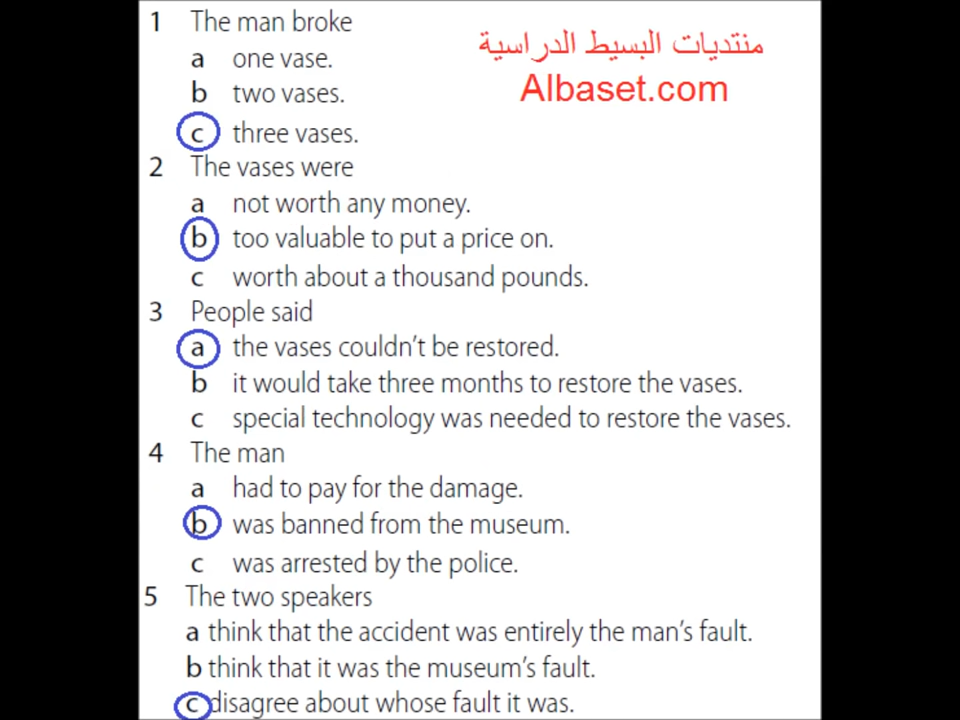 1 The man broke
منتديات البسيط الدراسية
a one vase.
Albaset.com
b two vases.
c three vases.
2 The vases were
a not worth any money.
b too valuable to put a price on.
c worth about a thousand pounds.
3 People said
a the vases couldn't be restored.
b it would take three months to restore the vases.
c special technology was needed to restore the vases.
4 The man
a had to pay for the damage.
b was banned from the museum.
c was arrested by the police.
5 The two speakers
a think that the accident was entirely the man's fault.
b think that it was the museum's fault.
c disagree about whose fault it was.